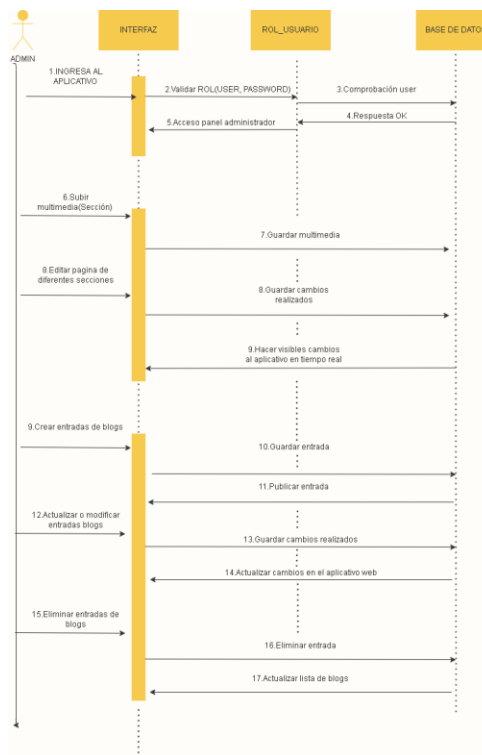 INTERFAZ
ROL_USUARIO
BASE DE DATO
ADMIN
1.INGRESA AL
APLICATIVO
2.Validar ROL(USER, PASSWORD)
3.Comprobación user
4.Respuesta OK
5.Acceso panel administrador
6.Subir
multimedia(Sección)
7.Guardar multimedia
8.Editar pagina de
diferentes secciones
8.Guardar cambios
realizados
9.Hacer visibles cambios
al aplicativo en tiempo real
9.Crear entradas de blogs
10.Guardar entrada
11.Publicar entrada
12.Actualizar o modificar
entradas blogs
13.Guardar cambios realizados
14.Actualizar cambios en el aplicativo web
15.Eliminar entradas de
blogs
16.Eliminar entrada
17.Actualizar lista de blogs